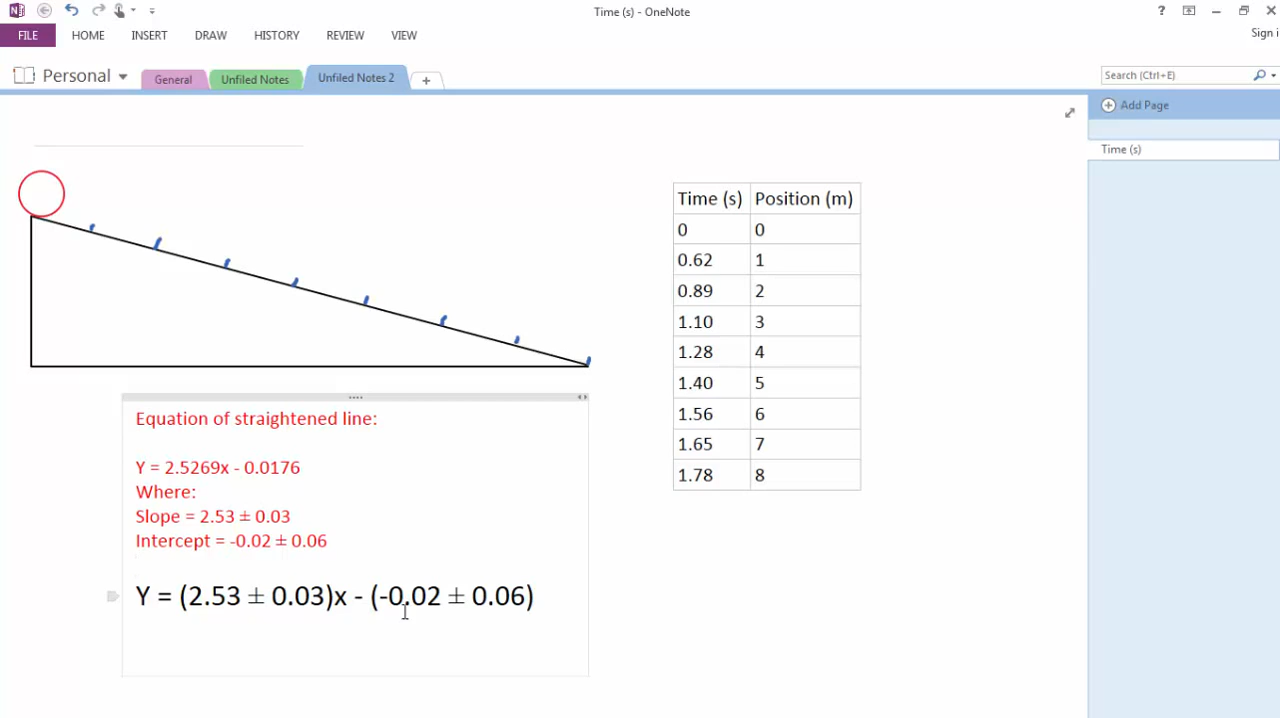 Time (s) - OneNote
?
Sign i
FILE HOME INSERT DRAW HISTORY REVIEW VIEW
Personal General Unfiled Notes Unfiled Notes 2 +
Search (Ctrl+E)
Add Page
Time (s)
Time (s) Position (m)
0 0
0.62 1
0.89 2
1.10 3
1.28 4
1.40 5
1.56 6
1.65 7
1.78 8
Equation of straightened line:
Y = 2.5269x - 0.0176
Where:
Slope = 2.53 ± 0.03
Intercept = -0.02 ± 0.06
Y = (2.53 ± 0.03)x - (-0.02 ± 0.06)